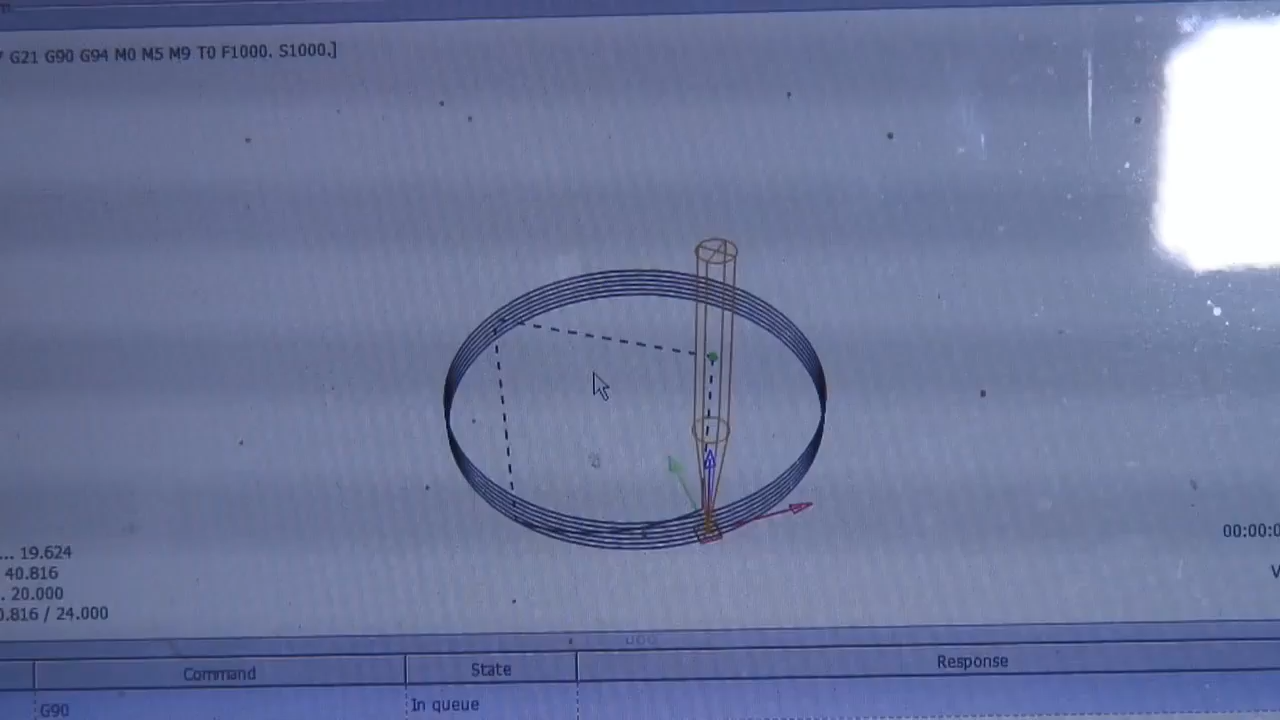 G21 G90 G94 M0 M5 M9 T0 F1000. S1000.]
... 19.624
40.816
. 20.000
0.816 / 24.000
00:00:0
Command State Response
G90 In queue